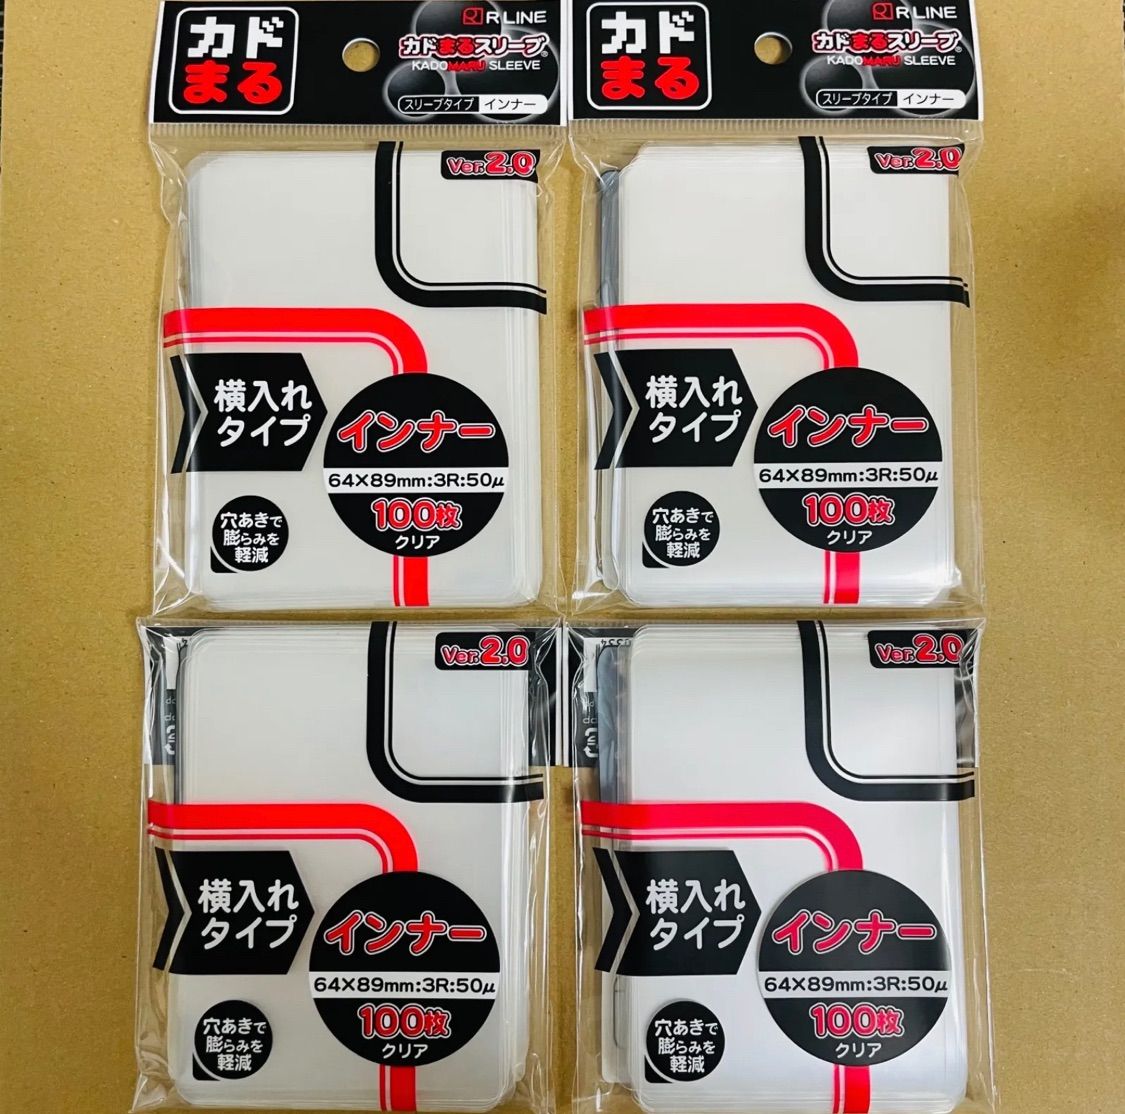 カド
まる
R LINE
カドまるスリーブ®
KADOMARU SLEEVE
スリーブタイプ インナー
カド
まる
R LINE
カドまるスリーブ®
KADOMARU SLEEVE
スリーブタイプ インナー
Ver.2.0
横入れ
タイプ
インナー
64×89mm:3R:50μ
100枚
クリア
穴あきで
膨らみを
軽減
Ver.2.0
横入れ
タイプ
インナー
64×89mm:3R:50μ
100枚
クリア
穴あきで
膨らみを
軽減
Ver.2.0
横入れ
タイプ
インナー
64×89mm:3R:50μ
100枚
クリア
穴あきで
膨らみを
軽減
Ver.2.0
横入れ
タイプ
インナー
64×89mm:3R:50μ
100枚
クリア
穴あきで
膨らみを
軽減